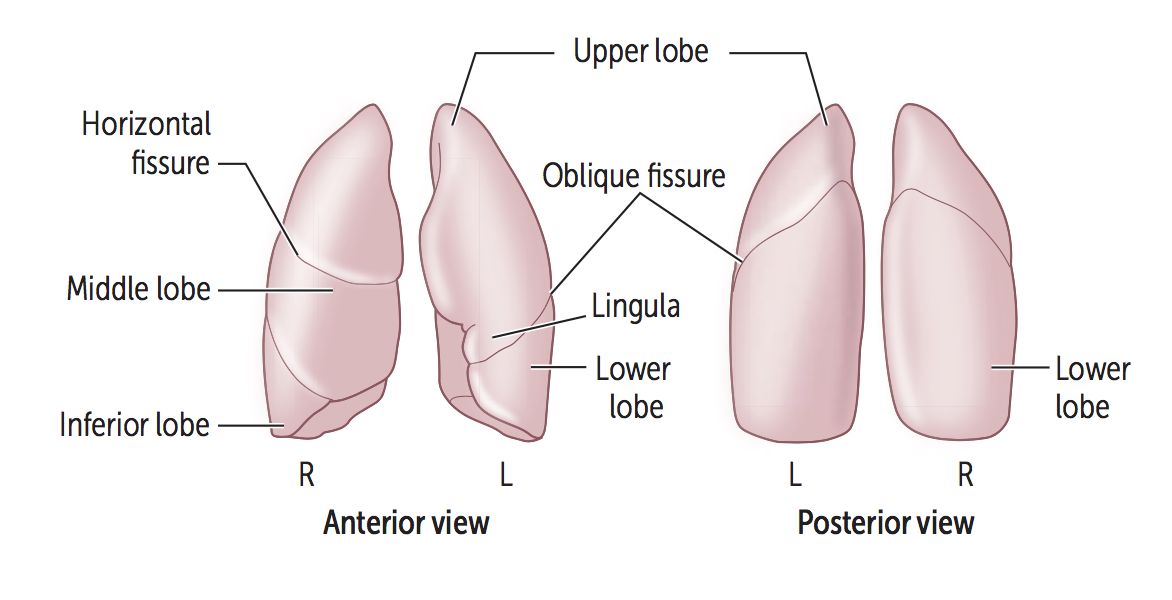 Upper lobe
Horizontal
fissure
Oblique fissure
Middle lobe
Lingula
Lower
lobe
Lower
lobe
Inferior lobe
R
L
L
R
Anterior view
Posterior view